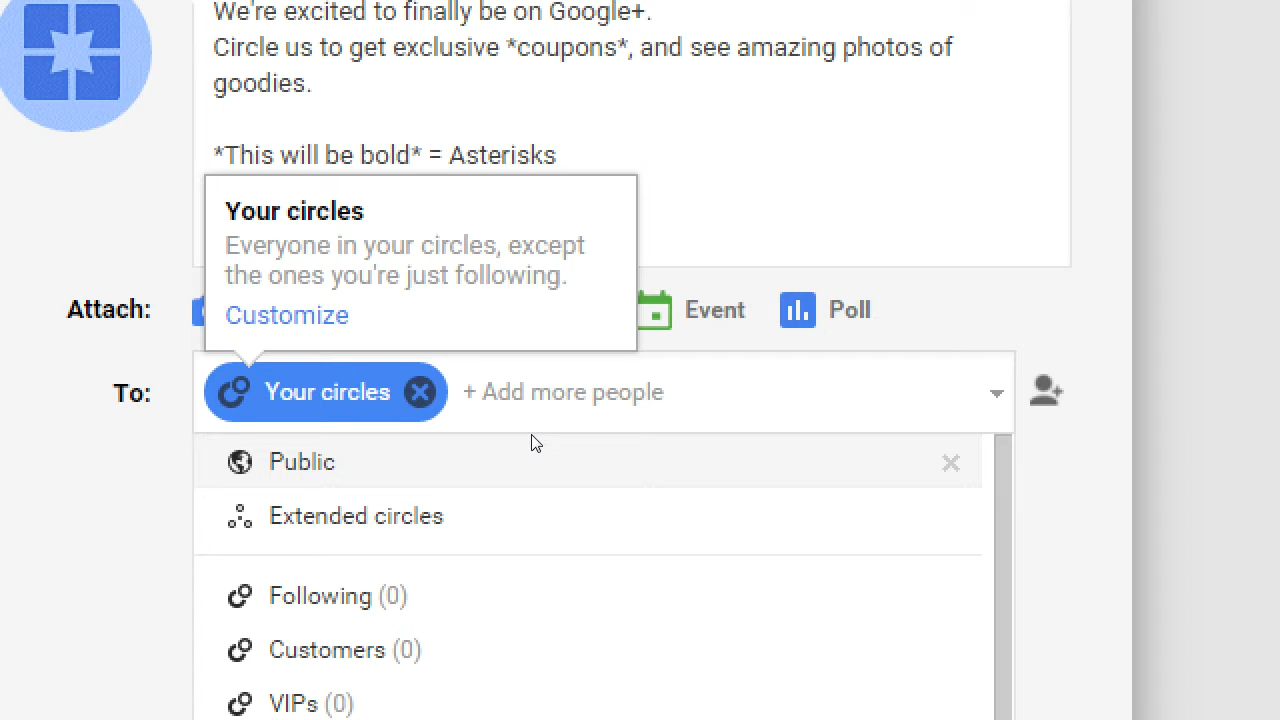 We're excited to finally be on Google+.
Circle us to get exclusive *coupons*, and see amazing photos of
goodies.
*This will be bold* = Asterisks
Your circles
Everyone in your circles, except
the ones you're just following.
Customize
Attach:
Event
Poll
To:
Your circles
+ Add more people
Public
Extended circles
Following (0)
Customers (0)
VIPs (0)